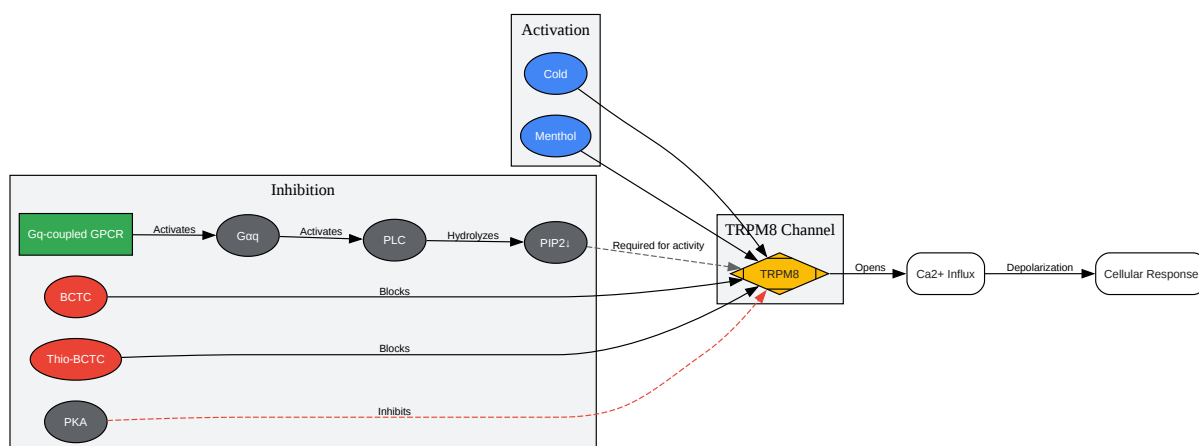 Activation
Cold
Menthol
Inhibition
Gq-coupled GPCR
Activates
Gαq
Activates
PLC
Hydrolyzes
PIP2↓
Required for activity
TRPM8 Channel
TRPM8
Opens
Ca2+ Influx
Depolarization
Cellular Response
BCTC
Blocks
Thio-BCTC
Blocks
PKA
Inhibits